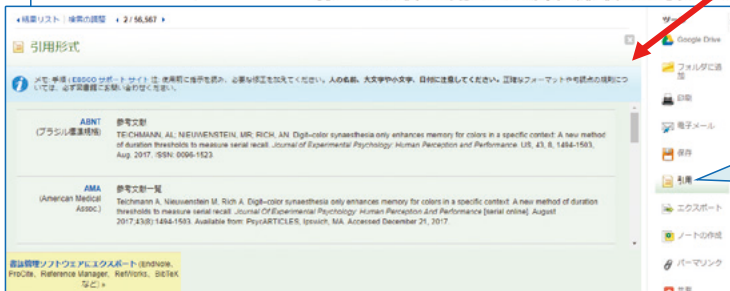 結果リスト 検索の調整 2 / 56,567
ツール
引用形式
Google Drive
メモ: 手順 (EBSCO サポート サイト) 注: 使用前に指示を読み、必要な修正を加えてください。人の名前、大文字や小文字、日付に注意してください。正確なフォーマットや句読点の規則については、必ず図書館にお問い合わせください。
フォルダに追加
印刷
電子メール
保存
引用
エクスポート
ノートの作成
パーマリンク
共有
ABNT
(ブラジル標準規格)
参考文献
TEICHMANN, AL; NIEUWENSTEIN, MR; RICH, AN. Digit–color synaesthesia only enhances memory for colors in a specific context: A new method
of duration thresholds to measure serial recall. Journal of Experimental Psychology: Human Perception and Performance. US, 43, 8, 1494-1503,
Aug. 2017. ISSN: 0096-1523.
AMA
(American Medical
Assoc.)
参考文献一覧
Teichmann A, Nieuwenstein M, Rich A. Digit–color synaesthesia only enhances memory for colors in a specific context: A new method of duration
thresholds to measure serial recall. Journal Of Experimental Psychology: Human Perception And Performance [serial online]. August
2017;43(8):1494-1503. Available from: PsycARTICLES, Ipswich, MA. Accessed December 21, 2017.
書誌管理ソフトウェアにエクスポート (EndNote,
ProCite, Reference Manager, RefWorks, BibTeX
など) »